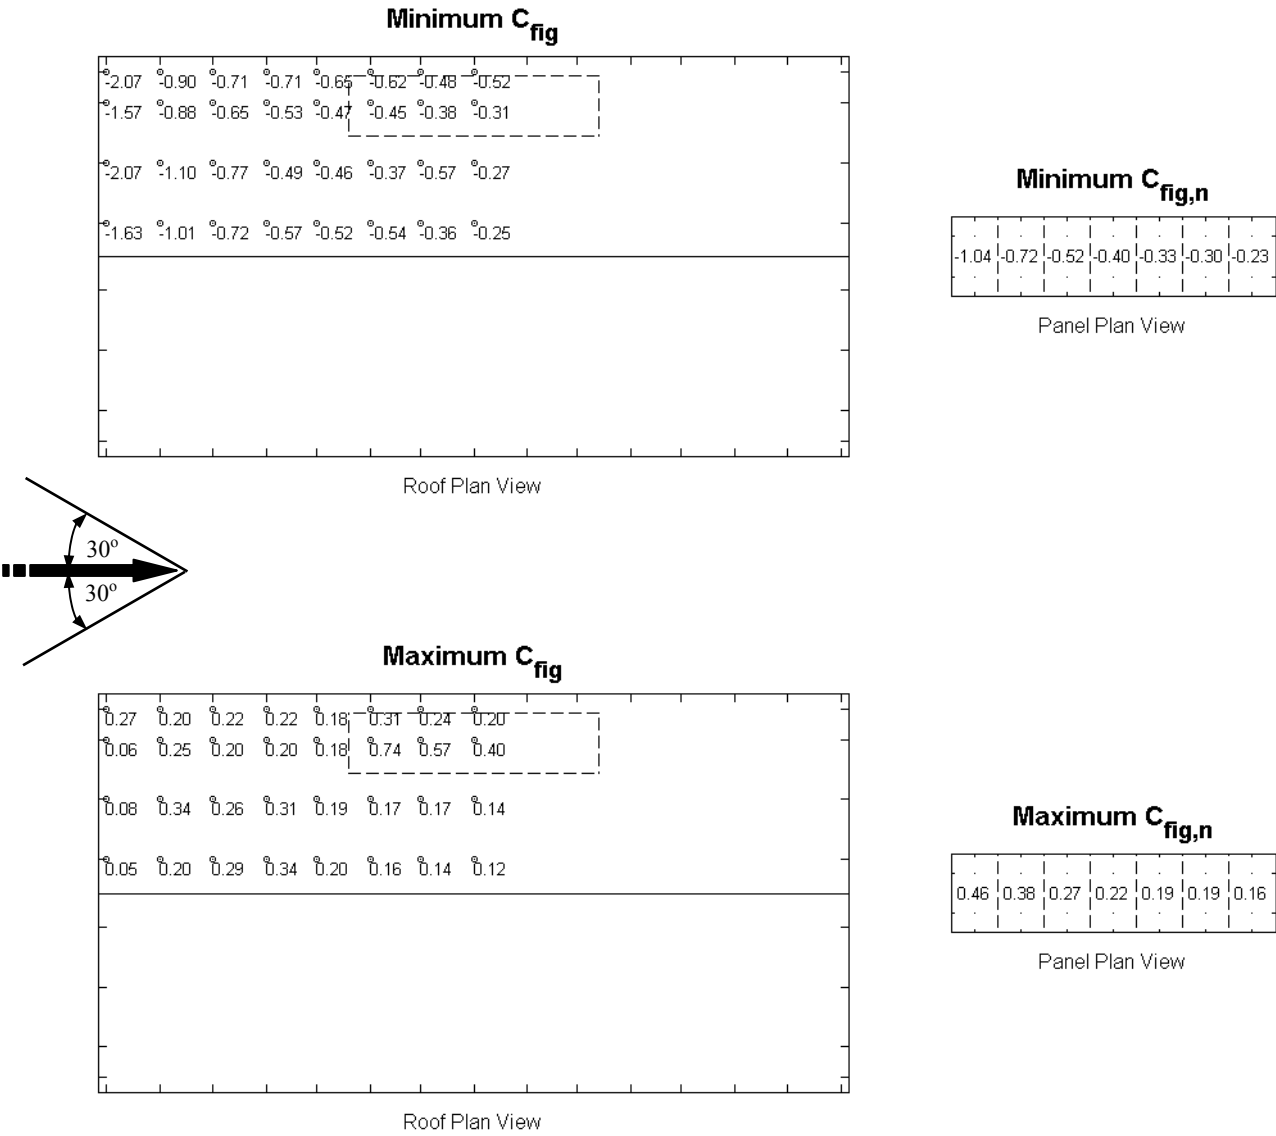 Minimum Cfig
-2.07 -0.90 -0.71 -0.71 -0.65 -0.62 -0.48 -0.52
-1.57 -0.88 -0.65 -0.53 -0.47 -0.45 -0.38 -0.31
-2.07 -1.10 -0.77 -0.49 -0.46 -0.37 -0.57 -0.27
-1.63 -1.01 -0.72 -0.57 -0.52 -0.54 -0.36 -0.25
Roof Plan View
Minimum Cfig,n
-1.04 -0.72 -0.52 -0.40 -0.33 -0.30 -0.23
Panel Plan View
30º
30º
Maximum Cfig
0.27 0.20 0.22 0.22 0.18 0.31 0.24 0.20
0.06 0.25 0.20 0.20 0.18 0.74 0.57 0.40
0.08 0.34 0.26 0.31 0.19 0.17 0.17 0.14
0.05 0.20 0.29 0.34 0.20 0.16 0.14 0.12
Roof Plan View
Maximum Cfig,n
0.46 0.38 0.27 0.22 0.19 0.19 0.16
Panel Plan View